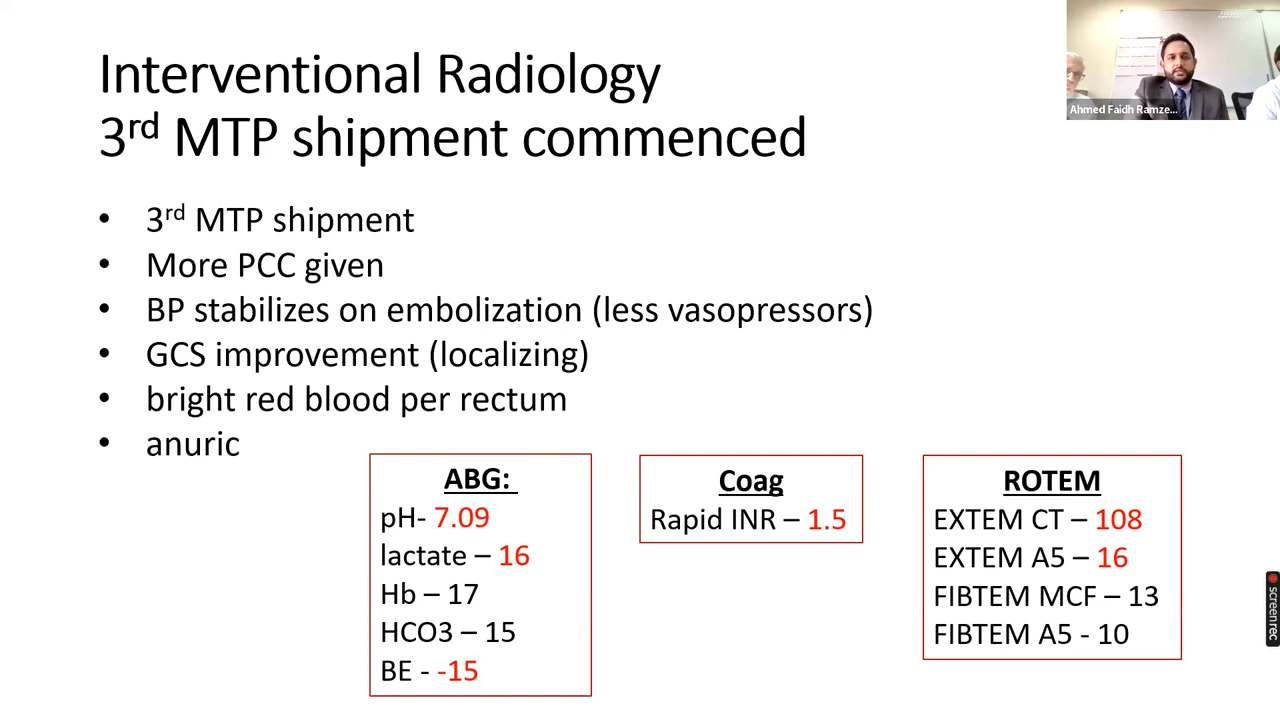 Interventional Radiology
3rd MTP shipment commenced
• 3rd MTP shipment
• More PCC given
• BP stabilizes on embolization (less vasopressors)
• GCS improvement (localizing)
• bright red blood per rectum
• anuric
ABG:
pH- 7.09
lactate – 16
Hb – 17
HCO3 – 15
BE - -15
Coag
Rapid INR – 1.5
ROTEM
EXTEM CT – 108
EXTEM A5 – 16
FIBTEM MCF – 13
FIBTEM A5 - 10
Ahmed Faidh Ramze...
screenrec